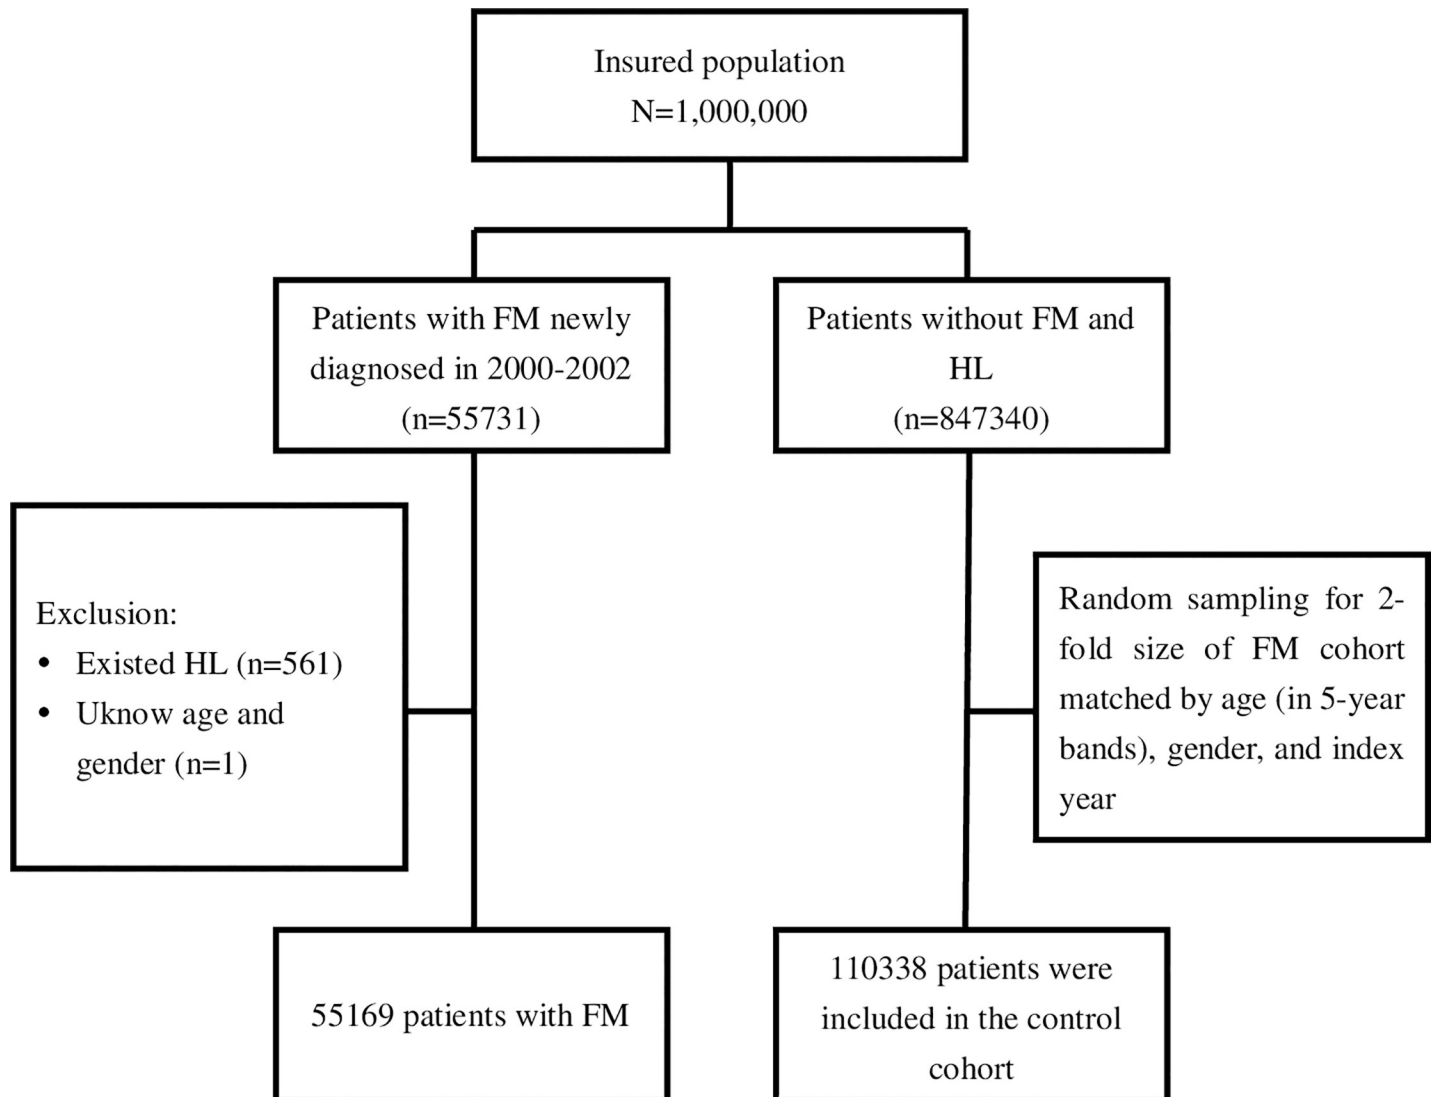 Insured population
N=1,000,000
Patients with FM newly
diagnosed in 2000-2002
(n=55731)
Patients without FM and
HL
(n=847340)
Exclusion:
• Existed HL (n=561)
• Uknow age and
gender (n=1)
Random sampling for 2-
fold size of FM cohort
matched by age (in 5-year
bands), gender, and index
year
55169 patients with FM
110338 patients were
included in the control
cohort